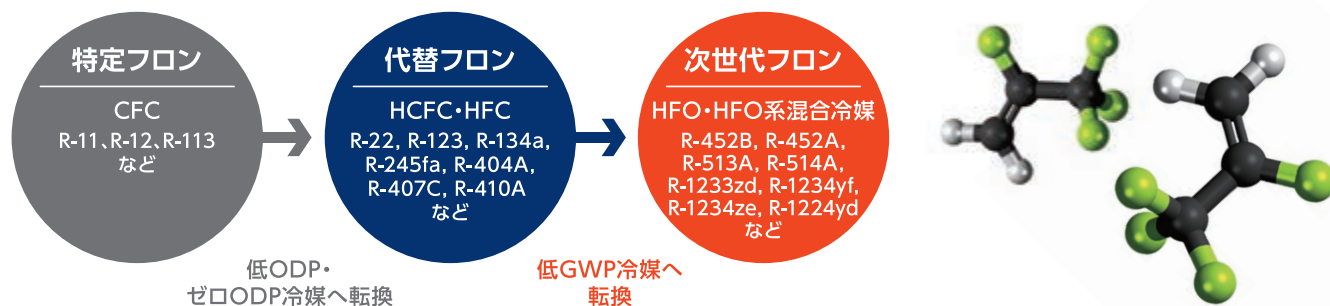 特定フロン
CFC
R-11、R-12、R-113
など
低ODP・
ゼロODP冷媒へ転換
代替フロン
HCFC・HFC
R-22, R-123, R-134a,
R-245fa, R-404A,
R-407C, R-410A
など
低GWP冷媒へ
転換
次世代フロン
HFO・HFO系混合冷媒
R-452B, R-452A,
R-513A, R-514A,
R-1233zd, R-1234yf,
R-1234ze, R-1224yd
など